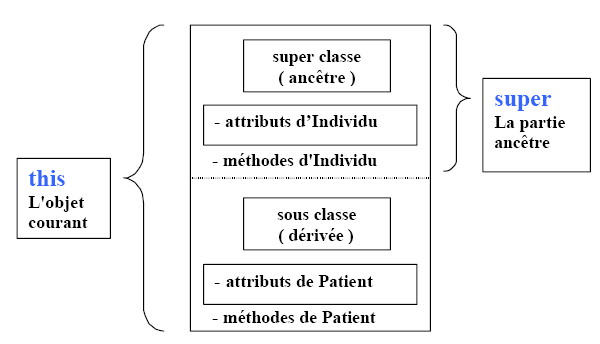 this
L'objet
courant
super classe
( ancêtre )
- attributs d’Individu
- méthodes d'Individu
sous classe
( dérivée )
- attributs de Patient
- méthodes de Patient
super
La partie
ancêtre